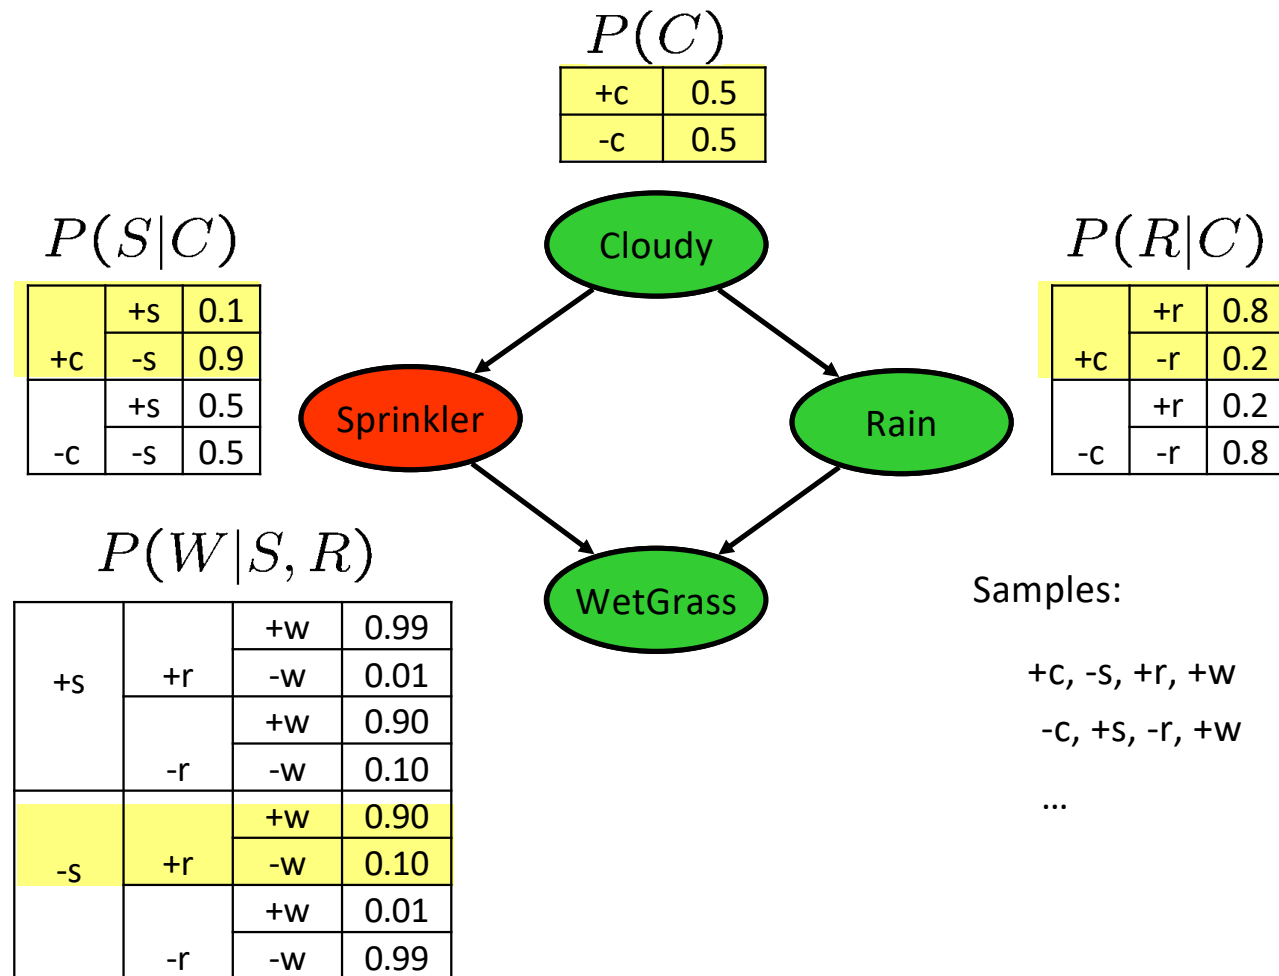 P(C)
+c 0.5
-c 0.5
P(S|C)
+s 0.1
+c -s 0.9
+s 0.5
-c -s 0.5
Cloudy
P(R|C)
+r 0.8
+c -r 0.2
+r 0.2
-c -r 0.8
Sprinkler
Rain
P(W|S, R)
+w 0.99
+s +r -w 0.01
+w 0.90
-r -w 0.10
+w 0.90
-s +r -w 0.10
+w 0.01
-r -w 0.99
WetGrass
Samples:
+c, -s, +r, +w
-c, +s, -r, +w
...